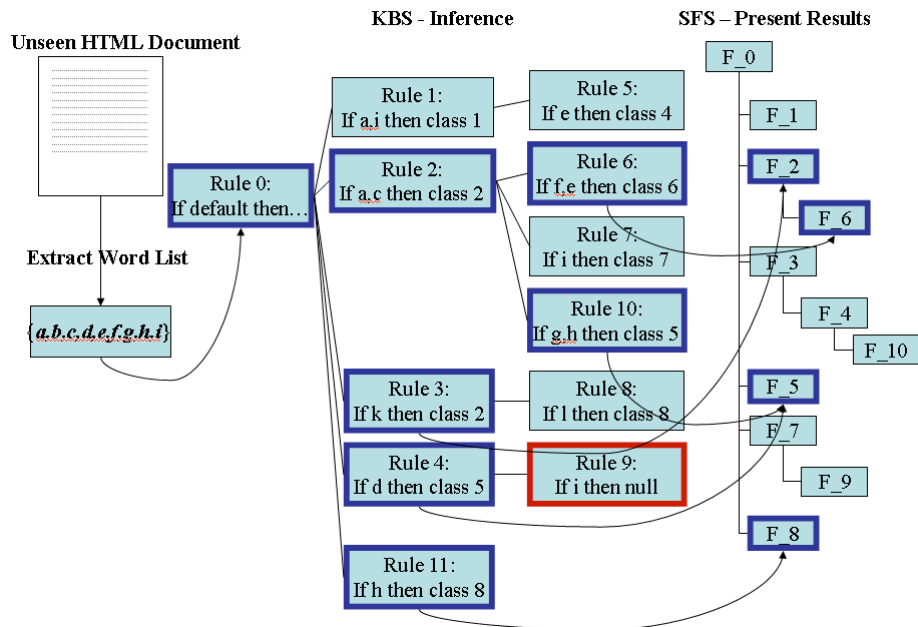 KBS - Inference
SFS – Present Results
Unseen HTML Document
Rule 0:
If default then…
Extract Word List
{a,b,c,d,e,f,g,h,i}
Rule 1:
If a,i then class 1
Rule 2:
If a,c then class 2
Rule 3:
If k then class 2
Rule 4:
If d then class 5
Rule 11:
If h then class 8
Rule 5:
If e then class 4
Rule 6:
If f,e then class 6
Rule 7:
If i then class 7
Rule 10:
If g,h then class 5
Rule 8:
If l then class 8
Rule 9:
If i then null
F_0
F_1
F_2
F_6
F_3
F_4
F_10
F_5
F_7
F_9
F_8